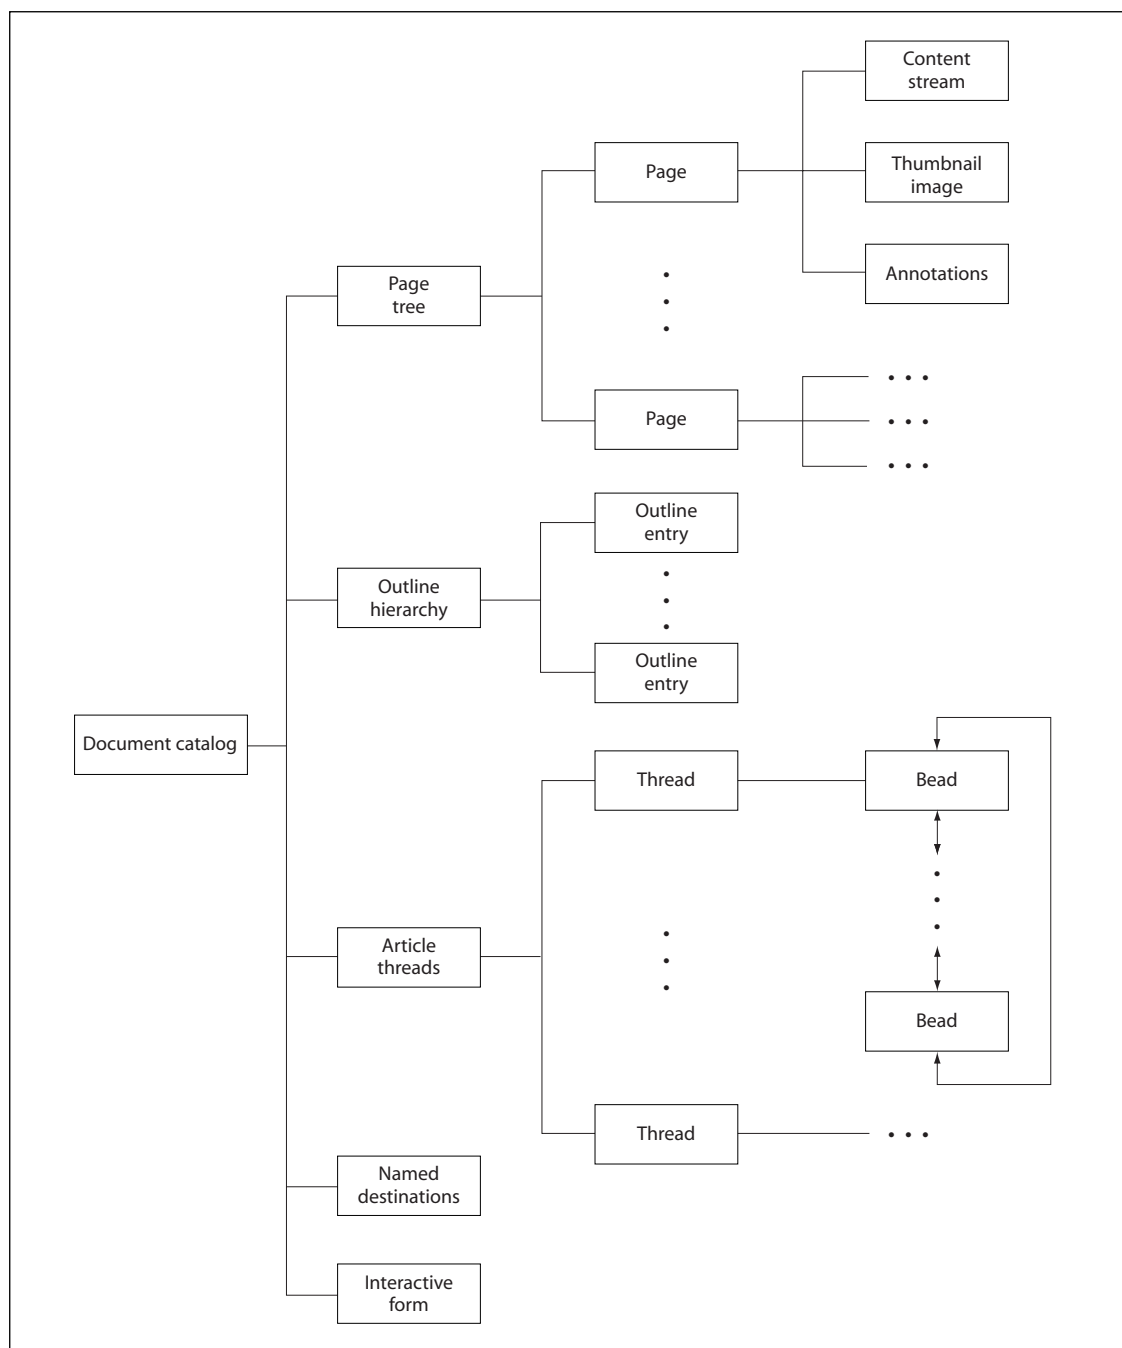 Content
stream
Page
Thumbnail
image
Annotations
Page
tree
• • •
Page
• • •
• • •
Outline
entry
Outline
hierarchy
Outline
entry
Document catalog
Thread
Bead
Article
threads
Bead
Thread
• • •
Named
destinations
Interactive
form